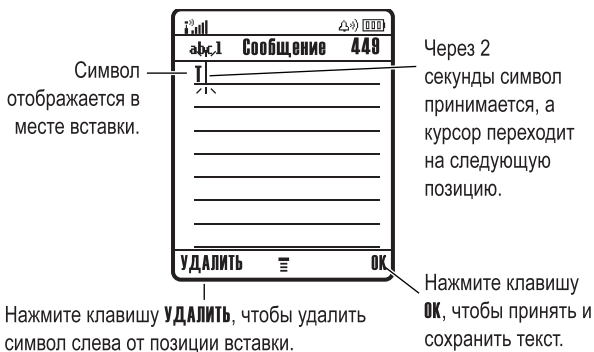 abc1 Сообщение 449
T
Символ
отображается в
месте вставки.
Через 2
секунды символ
принимается, а
курсор переходит
на следующую
позицию.
УДАЛИТЬ OK
Нажмите клавишу УДАЛИТЬ, чтобы удалить
символ слева от позиции вставки.
Нажмите клавишу
OK, чтобы принять и
сохранить текст.